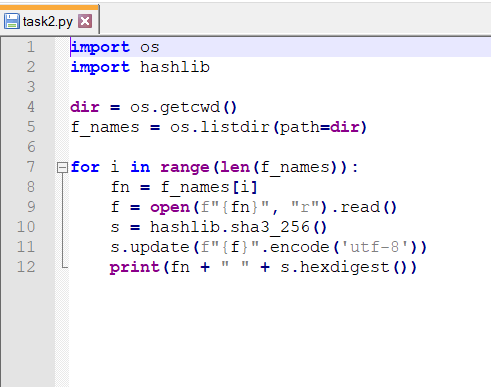 task2.py
1 import os
2 import hashlib
3
4 dir = os.getcwd()
5 f_names = os.listdir(path=dir)
6
7 for i in range(len(f_names)):
8     fn = f_names[i]
9     f = open(f"{fn}", "r").read()
10     s = hashlib.sha3_256()
11     s.update(f"{f}".encode('utf-8'))
12     print(fn + " " + s.hexdigest())